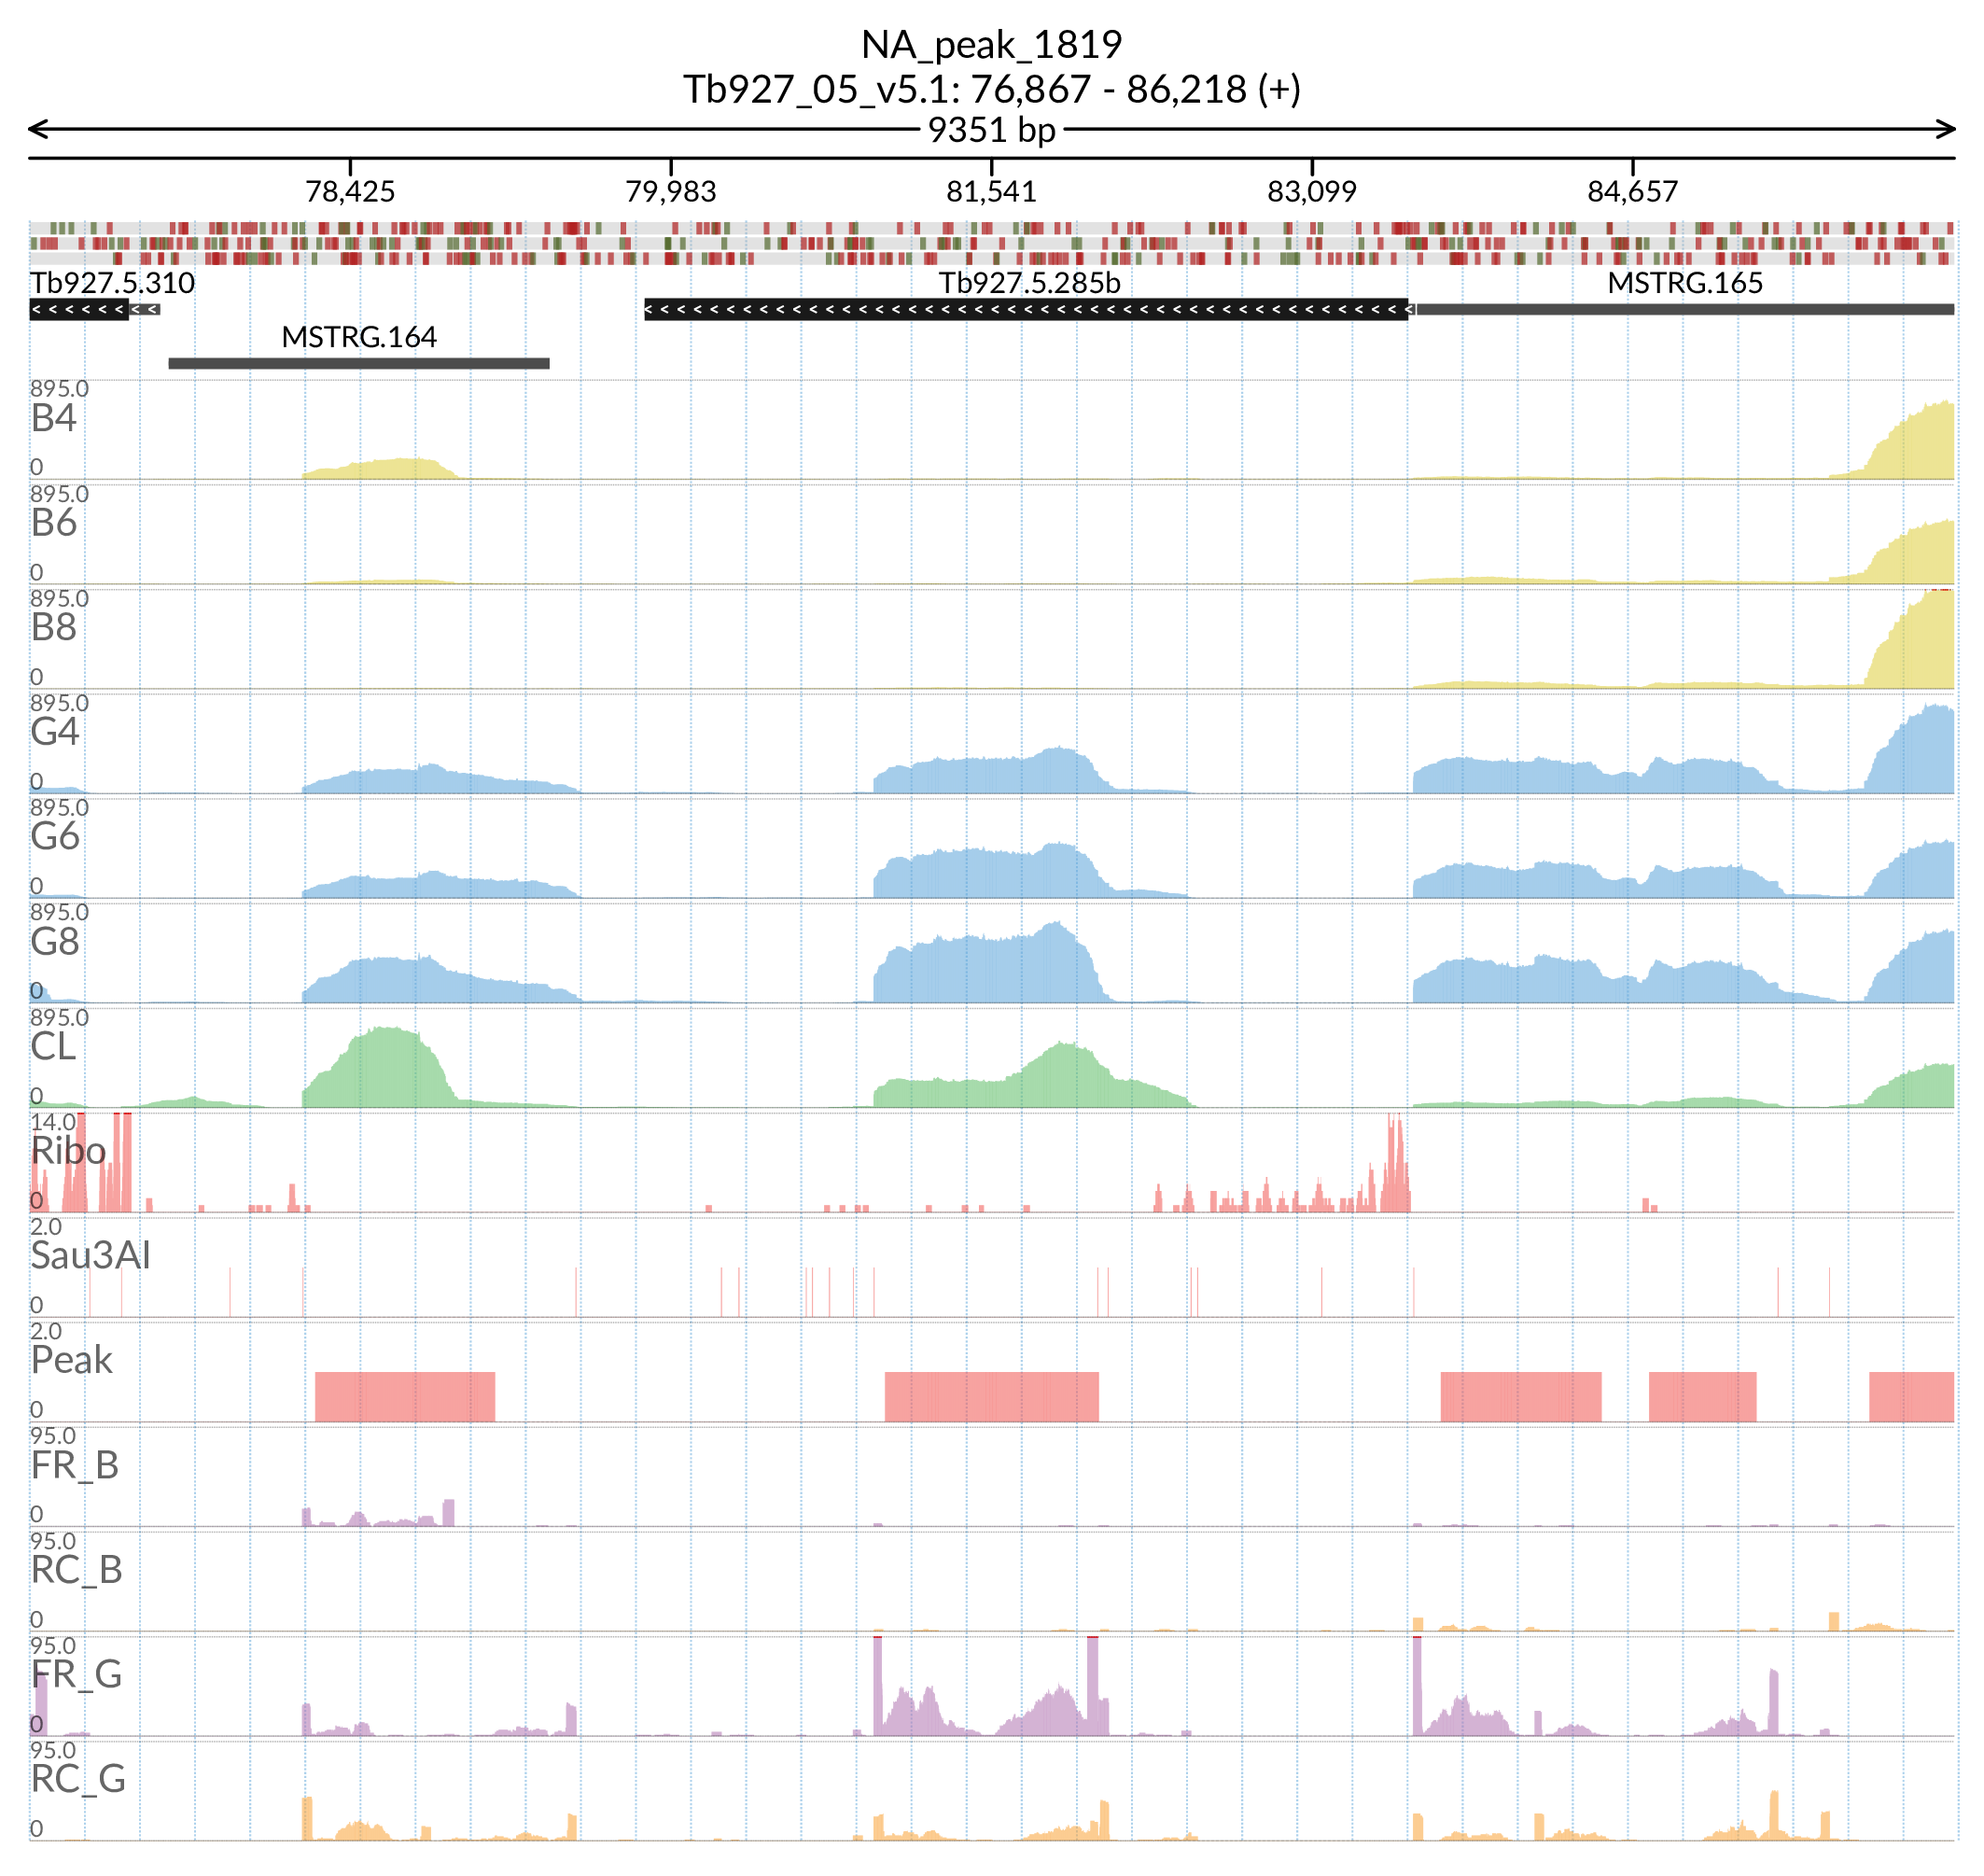 NA_peak_1819
Tb927_05_v5.1: 76,867 - 86,218 (+)
9351 bp
78,425 79,983 81,541 83,099 84,657
Tb927.5.310 Tb927.5.285b MSTRG.165
MSTRG.164
895.0
B4
0
895.0
B6
0
895.0
B8
0
895.0
G4
0
895.0
G6
0
895.0
G8
0
895.0
CL
0
14.0
Ribo
0
2.0
Sau3AI
0
2.0
Peak
0
95.0
FR_B
0
95.0
RC_B
0
95.0
FR_G
0
95.0
RC_G
0